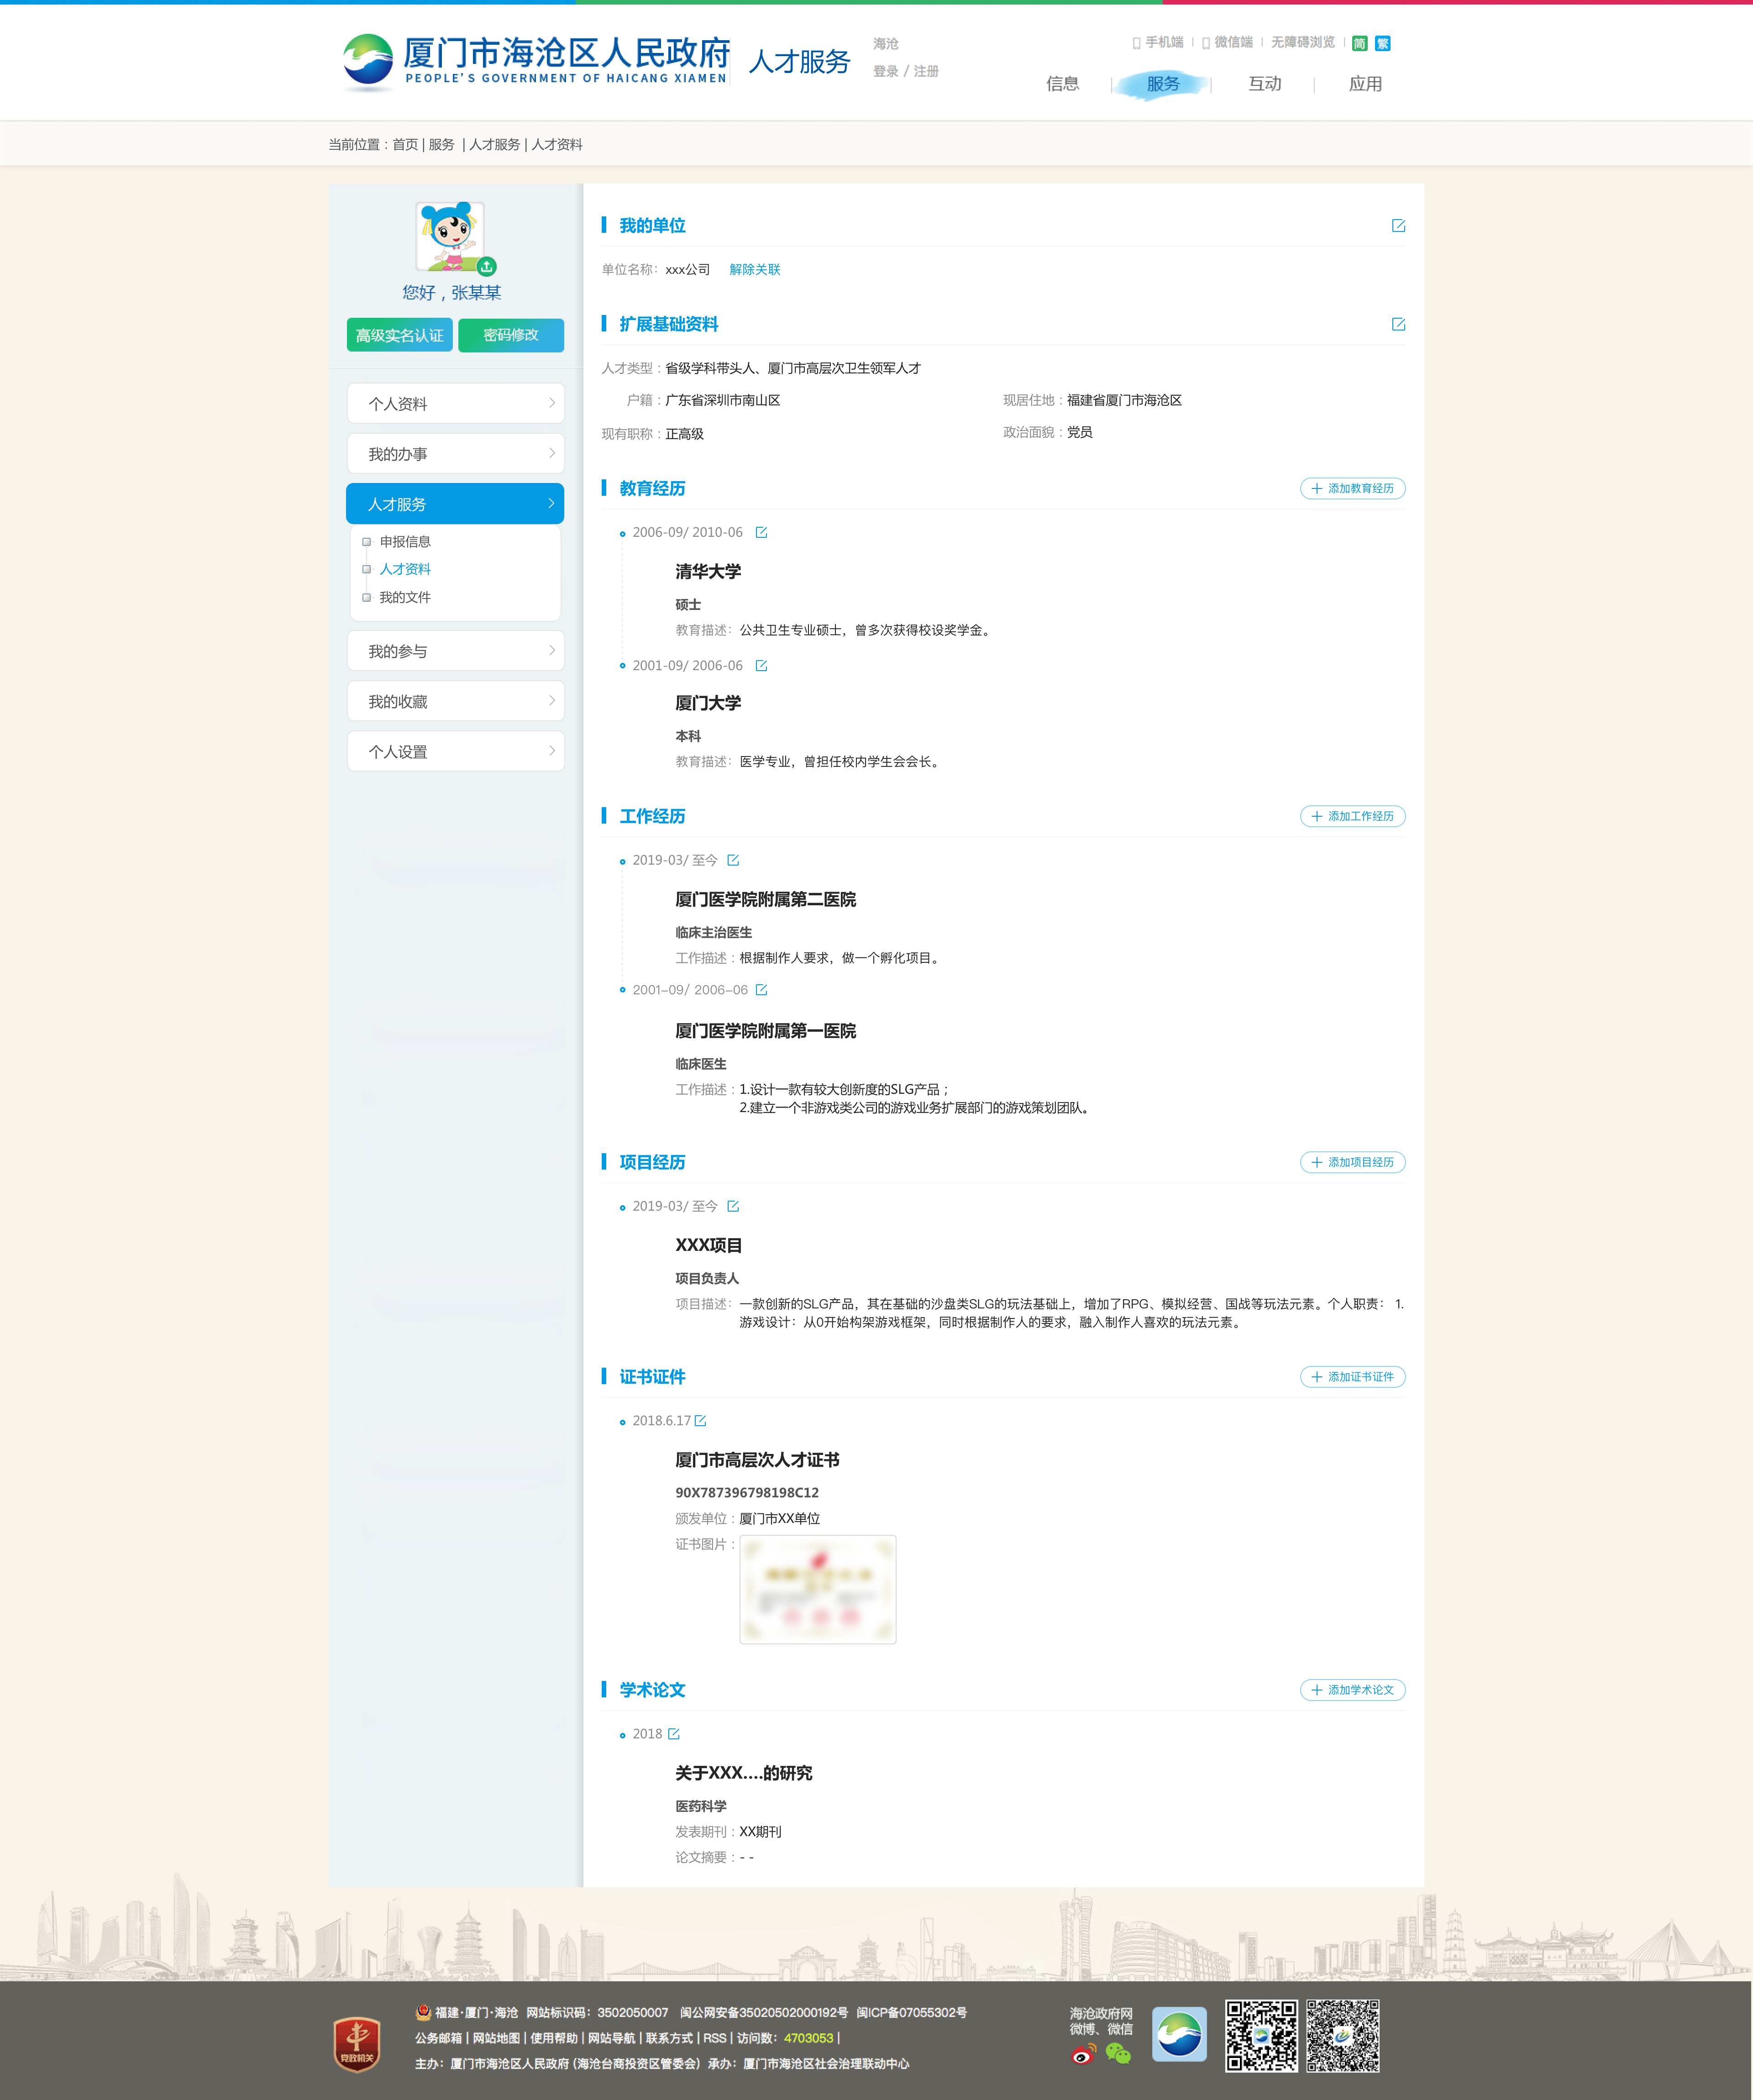 厦门市海沧区人民政府
PEOPLE'S GOVERNMENT OF HAICANG XIAMEN
人才服务
海沧
登录 / 注册
手机端 | 微信端 | 无障碍浏览 | 简 繁
信息 | 服务 | 互动 | 应用
当前位置：首页 | 服务 | 人才服务 | 人才资料
您好，张某某
高级实名认证 密码修改
个人资料
我的办事
人才服务
申报信息
人才资料
我的文件
我的参与
我的收藏
个人设置
我的单位
单位名称：xxx公司 解除关联
扩展基础资料
人才类型：省级学科带头人、厦门市高层次卫生领军人才
户籍：广东省深圳市南山区 现居住地：福建省厦门市海沧区
现有职称：正高级 政治面貌：党员
教育经历 + 添加教育经历
2006-09/ 2010-06
清华大学
硕士
教育描述：公共卫生专业硕士，曾多次获得校设奖学金。
2001-09/ 2006-06
厦门大学
本科
教育描述：医学专业，曾担任校内学生会会长。
工作经历 + 添加工作经历
2019-03/ 至今
厦门医学院附属第二医院
临床主治医生
工作描述：根据制作人要求，做一个孵化项目。
2001-09/ 2006-06
厦门医学院附属第一医院
临床医生
工作描述：1.设计一款有较大创新度的SLG产品；
2.建立一个非游戏类公司的游戏业务扩展部门的游戏策划团队。
项目经历 + 添加项目经历
2019-03/ 至今
XXX项目
项目负责人
项目描述：一款创新的SLG产品，其在基础的沙盘类SLG的玩法基础上，增加了RPG、模拟经营、国战等玩法元素。个人职责： 1.
游戏设计：从0开始构架游戏框架，同时根据制作人的要求，融入制作人喜欢的玩法元素。
证书证件 + 添加证书证件
2018.6.17
厦门市高层次人才证书
90X787396798198C12
颁发单位：厦门市XX单位
证书图片：
学术论文 + 添加学术论文
2018
关于XXX....的研究
医药科学
发表期刊：XX期刊
论文摘要：- -
党政机关
福建·厦门·海沧 网站标识码：3502050007 闽公网安备35020502000192号 闽ICP备07055302号
公务邮箱 | 网站地图 | 使用帮助 | 网站导航 | 联系方式 | RSS | 访问数：4703053 |
主办：厦门市海沧区人民政府 (海沧台商投资区管委会) 承办：厦门市海沧区社会治理联动中心
海沧政府网
微博、微信